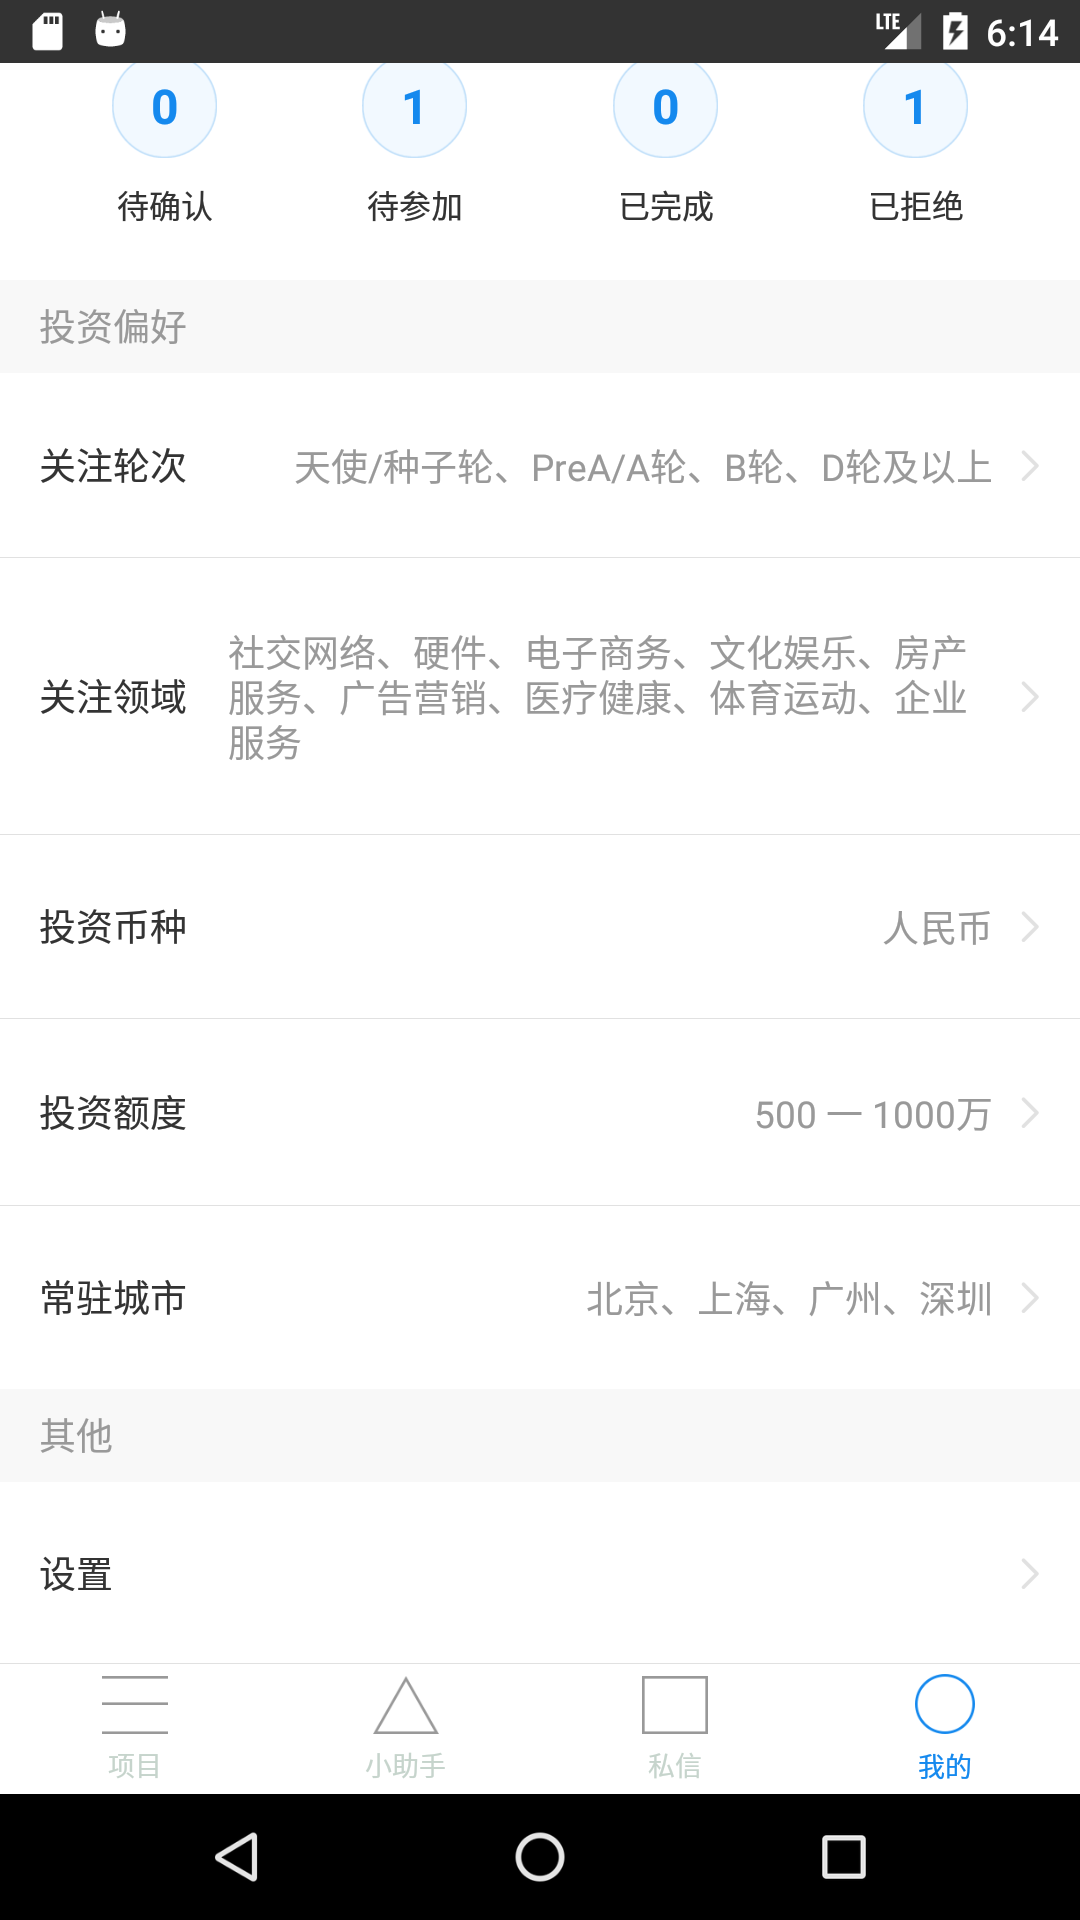 LTE 6:14
0 1 0 1
待确认 待参加 已完成 已拒绝
投资偏好
关注轮次 天使/种子轮、PreA/A轮、B轮、D轮及以上
社交网络、硬件、电子商务、文化娱乐、房产
关注领域 服务、广告营销、医疗健康、体育运动、企业
服务
投资币种 人民币
投资额度 500 一 1000万
常驻城市 北京、上海、广州、深圳
其他
设置
项目 小助手 私信 我的